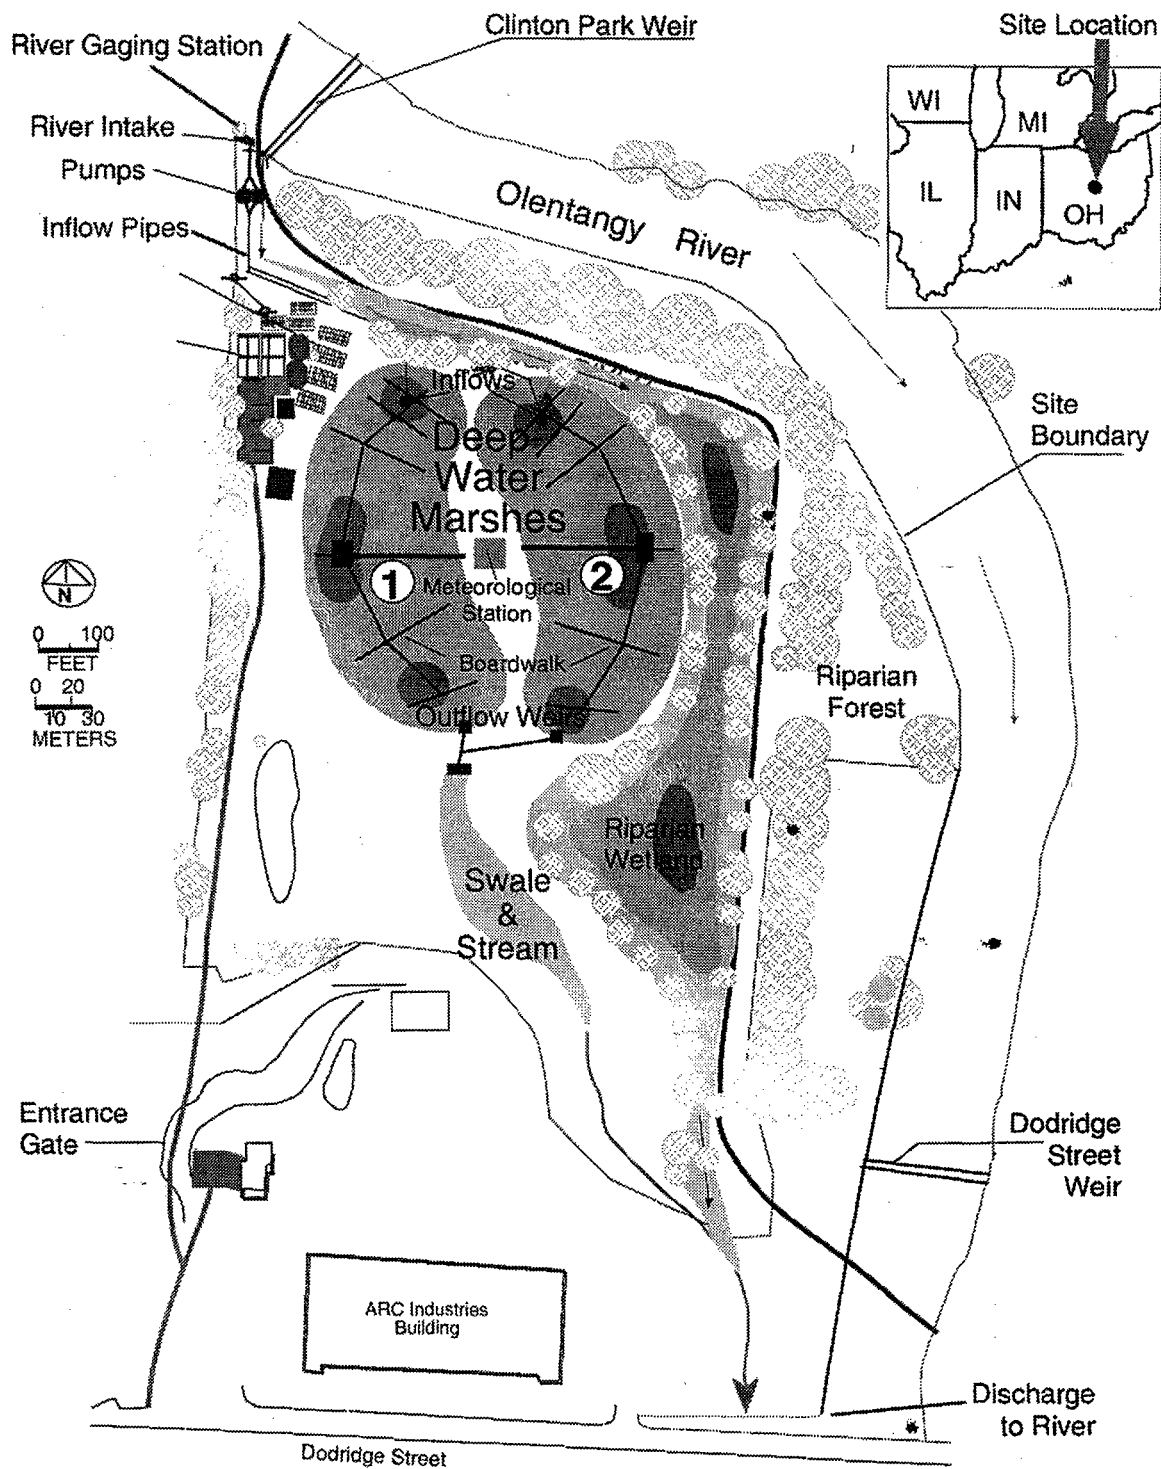 Clinton Park Weir
Site Location
River Gaging Station
WI
MI
River Intake
Pumps
IL
IN
OH
Olentangy River
Inflow Pipes
Inflows
Deep-
Water
Marshes
Site
Boundary
1
2
Meteorological
Station
N
0 100
FEET
0 20
10 30
METERS
Boardwalk
Riparian
Forest
Outflow Weirs
Riparian
Wetland
Swale
&
Stream
Entrance
Gate
Dodridge
Street
Weir
ARC Industries
Building
Discharge
to River
Dodridge Street